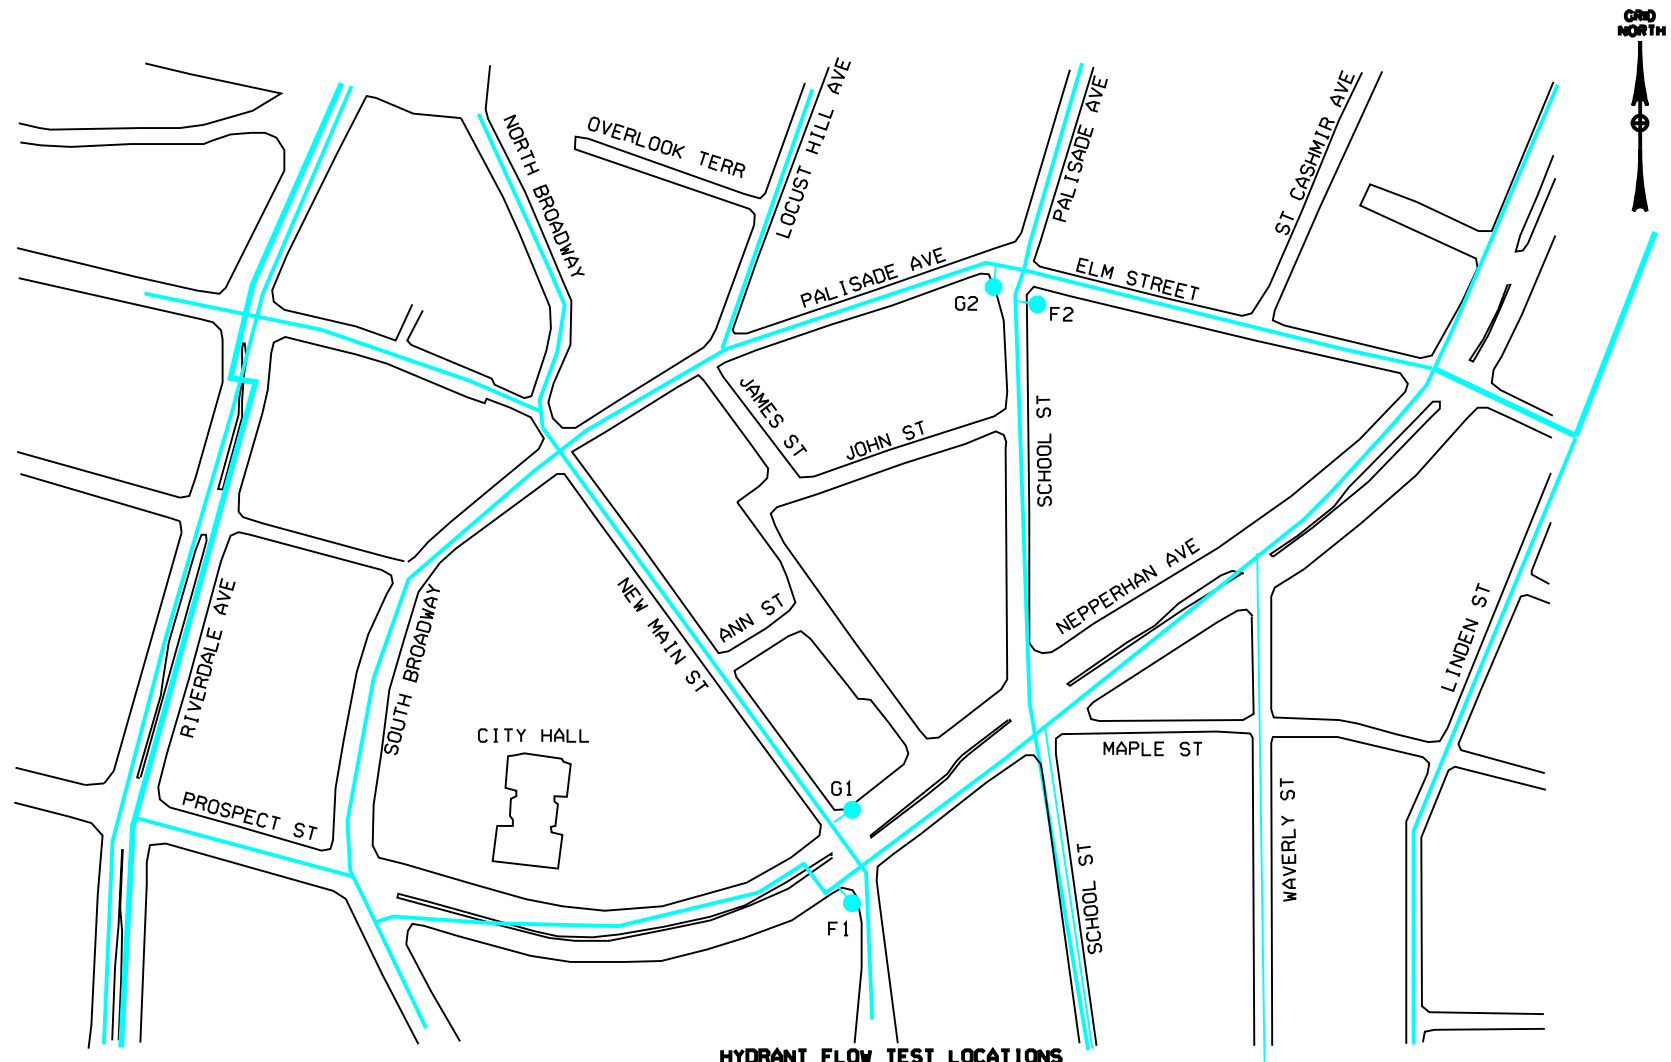 GRID
NORTH
NORTH BROADWAY
OVERLOOK TERR
LOCUST HILL AVE
PALISADE AVE
ST CASHMIR AVE
PALISADE AVE
ELM STREET
G2
F2
JAMES ST
JOHN ST
SCHOOL ST
NEPPERHAN AVE
RIVERDALE AVE
SOUTH BROADWAY
NEW MAIN ST
ANN ST
LINDEN ST
CITY HALL
MAPLE ST
PROSPECT ST
G1
WAVERLY ST
SCHOOL ST
F1
HYDRANT FLOW TEST LOCATIONS